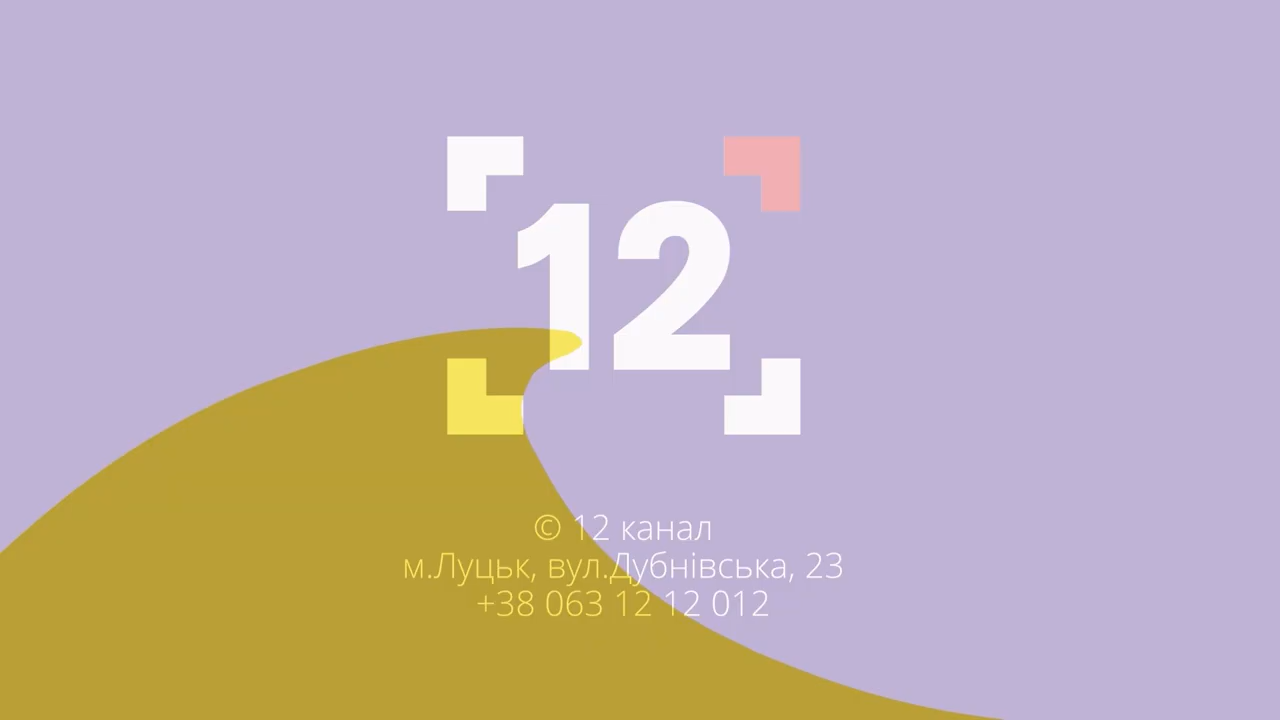 12
© 12 канал
м.Луцьк, вул.Дубнівська, 23
+38 063 12 12 012